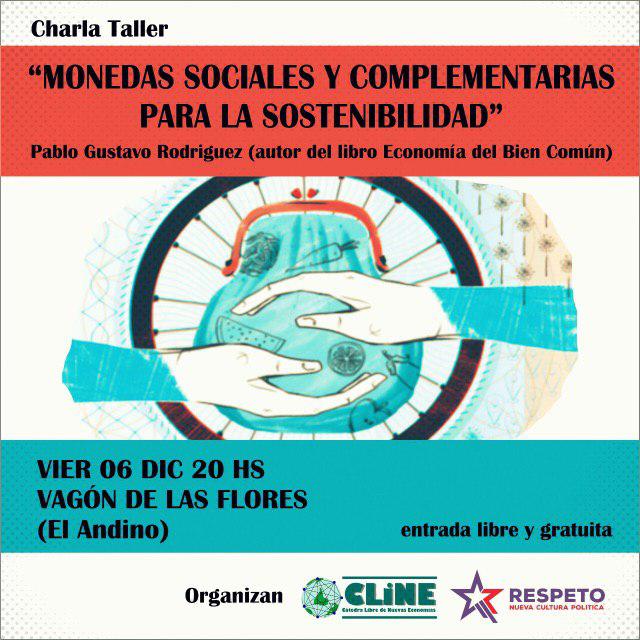 Charla Taller
“MONEDAS SOCIALES Y COMPLEMENTARIAS
PARA LA SOSTENIBILIDAD”
Pablo Gustavo Rodriguez (autor del libro Economía del Bien Común)
VIER 06 DIC 20 HS
VAGÓN DE LAS FLORES
(El Andino)
entrada libre y gratuita
Organizan
CLiNE
Cátedra Libre de Nuevas Economías
RESPETO
NUEVA CULTURA POLITICA